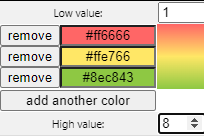 Low value: 1
remove #ff6666
remove #ffe766
remove #8ec843
add another color
High value: 8